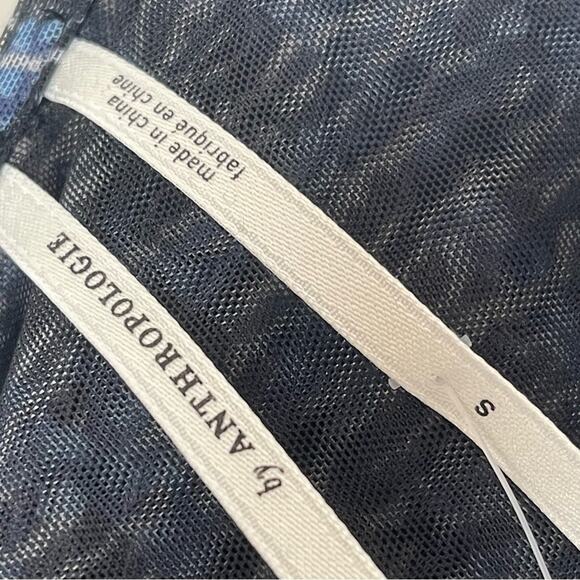 made in china
fabriqué en chine
S
by ANTHROPOLOGIE